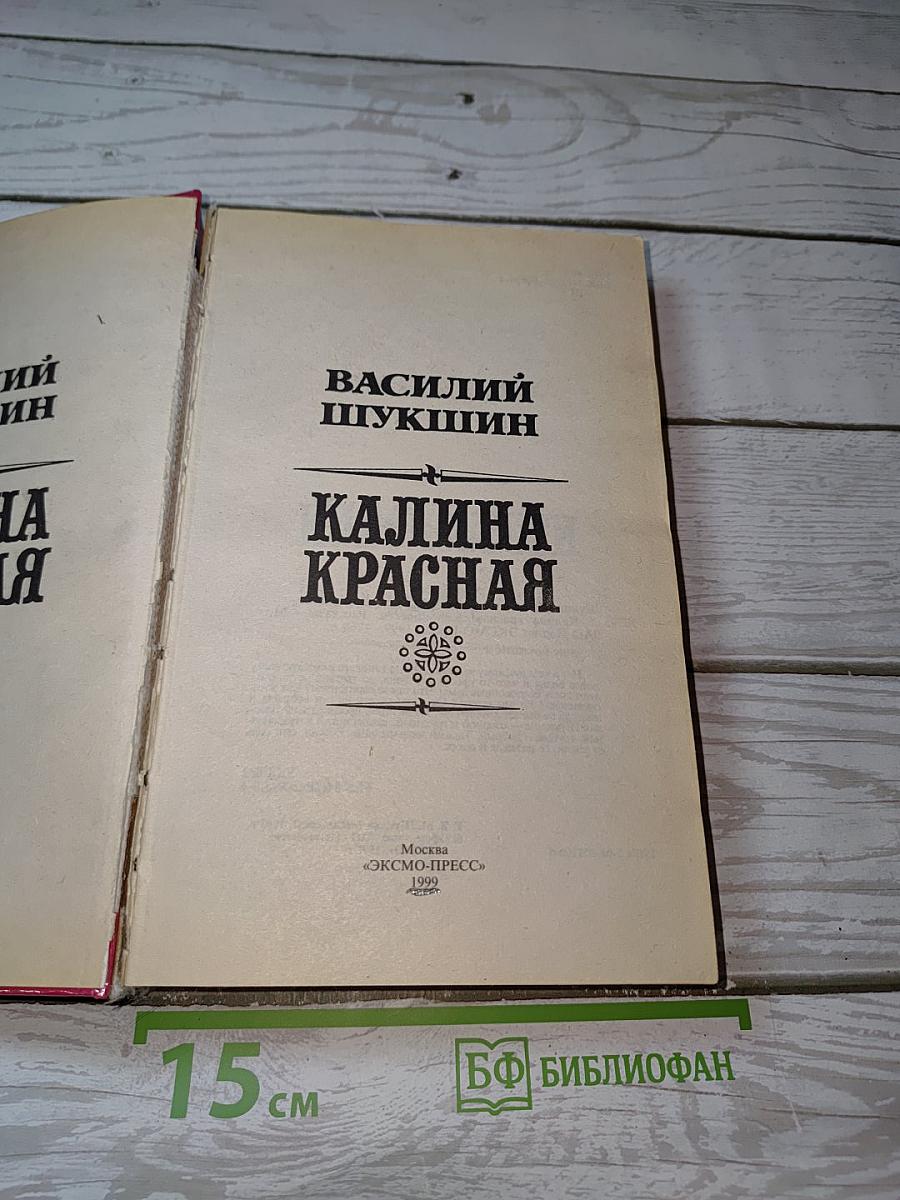 ВАСИЛИЙ
ШУКШИН
КАЛИНА
КРАСНАЯ
Москва
«ЭКСМО-ПРЕСС»
1999
15 см
БФ БИБЛИОФАН